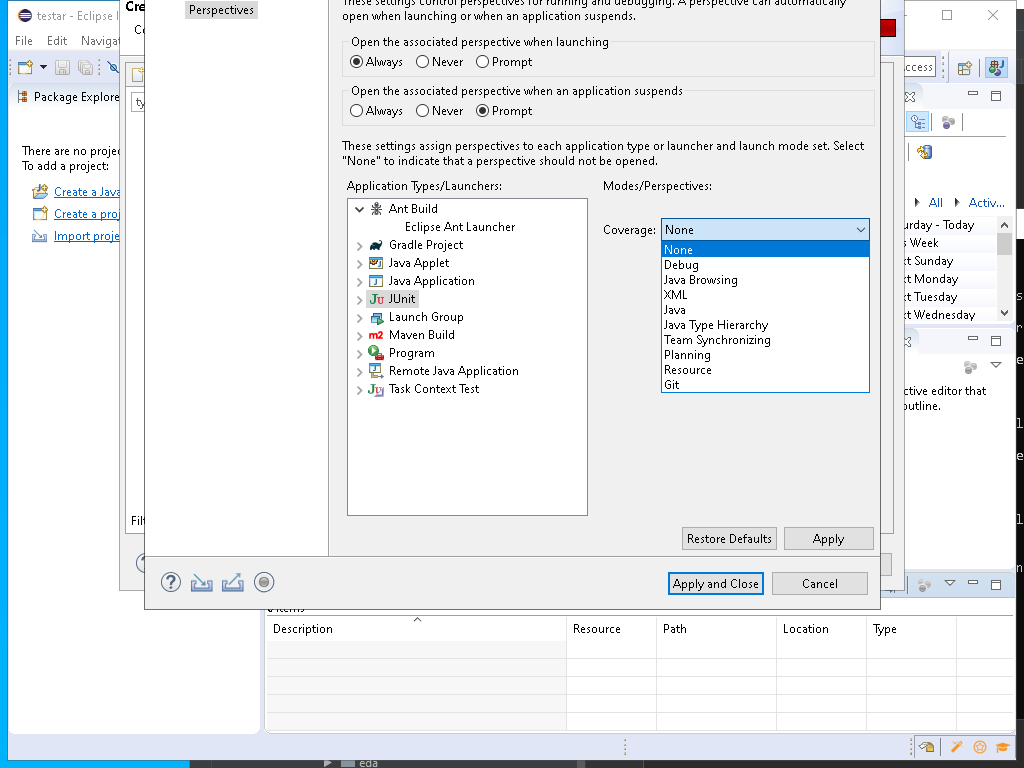 testar - Eclipse I
Cre
File Edit Navigat
Perspectives
These settings control perspectives for running and debugging. A perspective can automatically
open when launching or when an application suspends.
Open the associated perspective when launching
Always Never Prompt
Open the associated perspective when an application suspends
Always Never Prompt
These settings assign perspectives to each application type or launcher and launch mode set. Select
"None" to indicate that a perspective should not be opened.
Application Types/Launchers:
Modes/Perspectives:
Ant Build
Eclipse Ant Launcher
Gradle Project
Java Applet
Java Application
JUnit
Launch Group
Maven Build
Program
Remote Java Application
Task Context Test
Coverage: None
None
Debug
Java Browsing
XML
Java
Java Type Hierarchy
Team Synchronizing
Planning
Resource
Git
Restore Defaults Apply
Apply and Close Cancel
Package Explore
There are no projec
To add a project:
Create a Java
Create a proj
Import proje
ty
Filt
ccess
All Activ...
urday - Today
s Week
xt Sunday
xt Monday
xt Tuesday
xt Wednesday
ctive editor that
outline.
0 items
Description Resource Path Location Type
eda